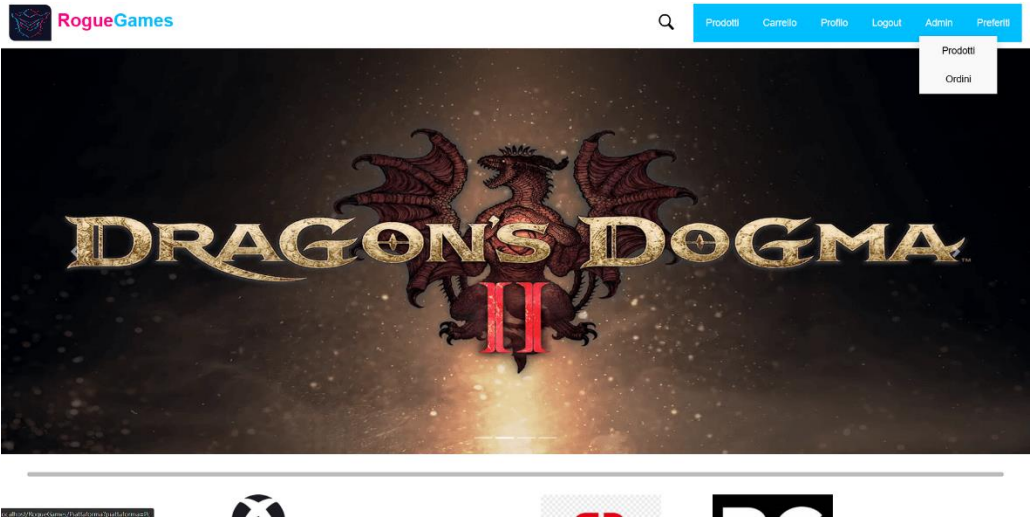 RogueGames
Prodotti Carrello Profilo Logout Admin Preferiti
Prodotti
Ordini
DRAGON'S DOGMA
II